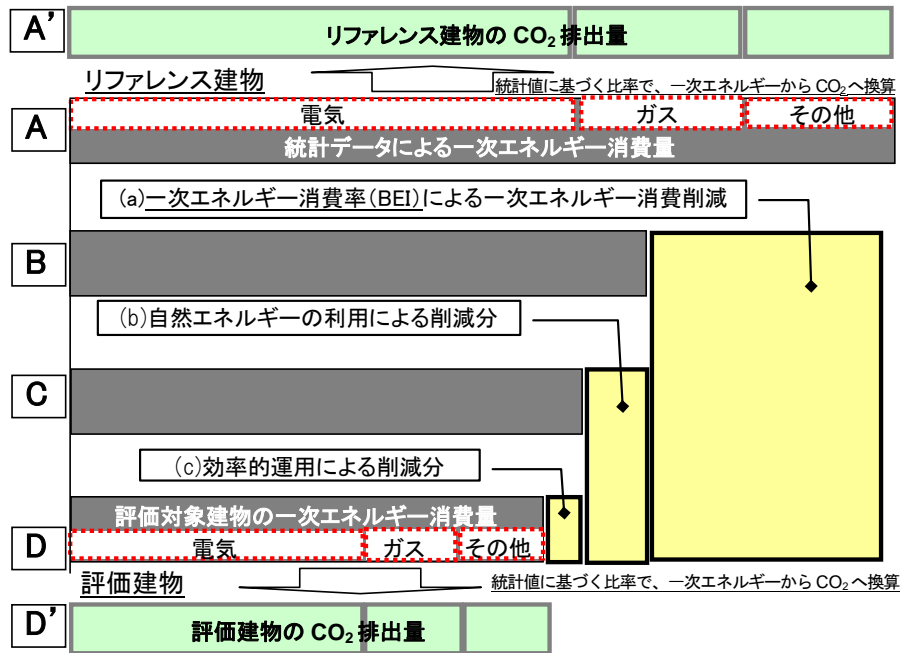 A’
リファレンス建物の CO₂ 排出量
リファレンス建物
統計値に基づく比率で、一次エネルギーから CO₂ へ換算
A
電気
ガス
その他
統計データによる一次エネルギー消費量
(a)一次エネルギー消費率(BEI)による一次エネルギー消費削減
B
(b)自然エネルギーの利用による削減分
C
(c)効率的運用による削減分
評価対象建物の一次エネルギー消費量
D
電気
ガス
その他
評価建物
統計値に基づく比率で、一次エネルギーから CO₂ へ換算
D’
評価建物の CO₂ 排出量